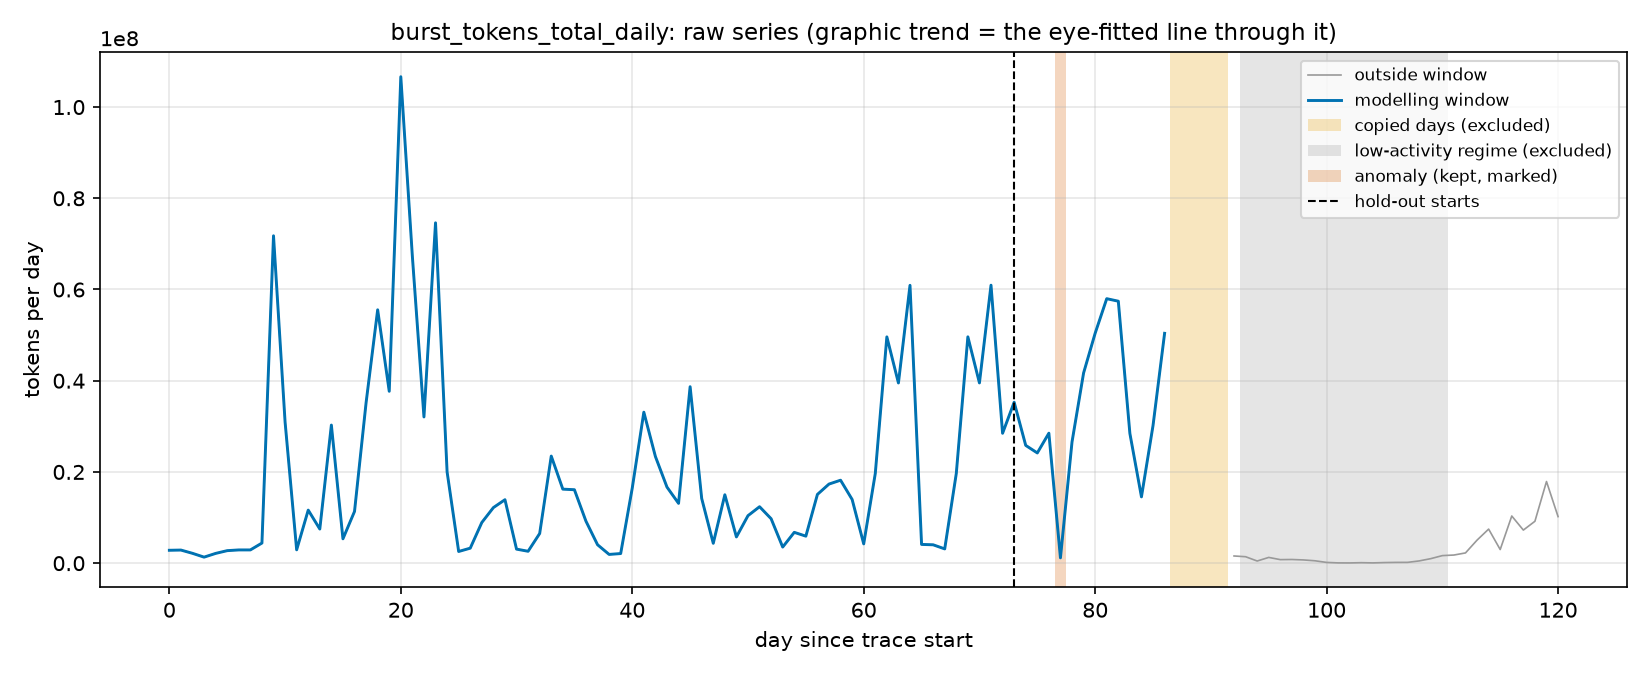 burst_tokens_total_daily: raw series (graphic trend = the eye-fitted line through it)
1e8
1.0
0.8
0.6
0.4
0.2
0.0
tokens per day
outside window
modelling window
copied days (excluded)
low-activity regime (excluded)
anomaly (kept, marked)
hold-out starts
0
20
40
60
80
100
120
day since trace start